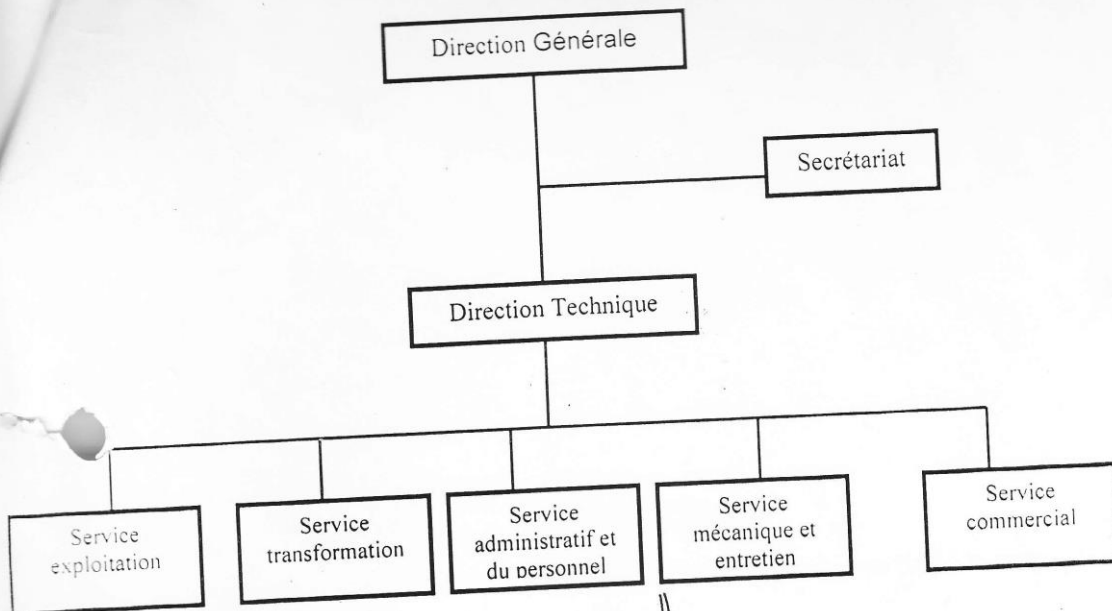 Direction Générale
Secrétariat
Direction Technique
Service
exploitation
Service
transformation
Service
administratif et
du personnel
Service
mécanique et
entretien
Service
commercial